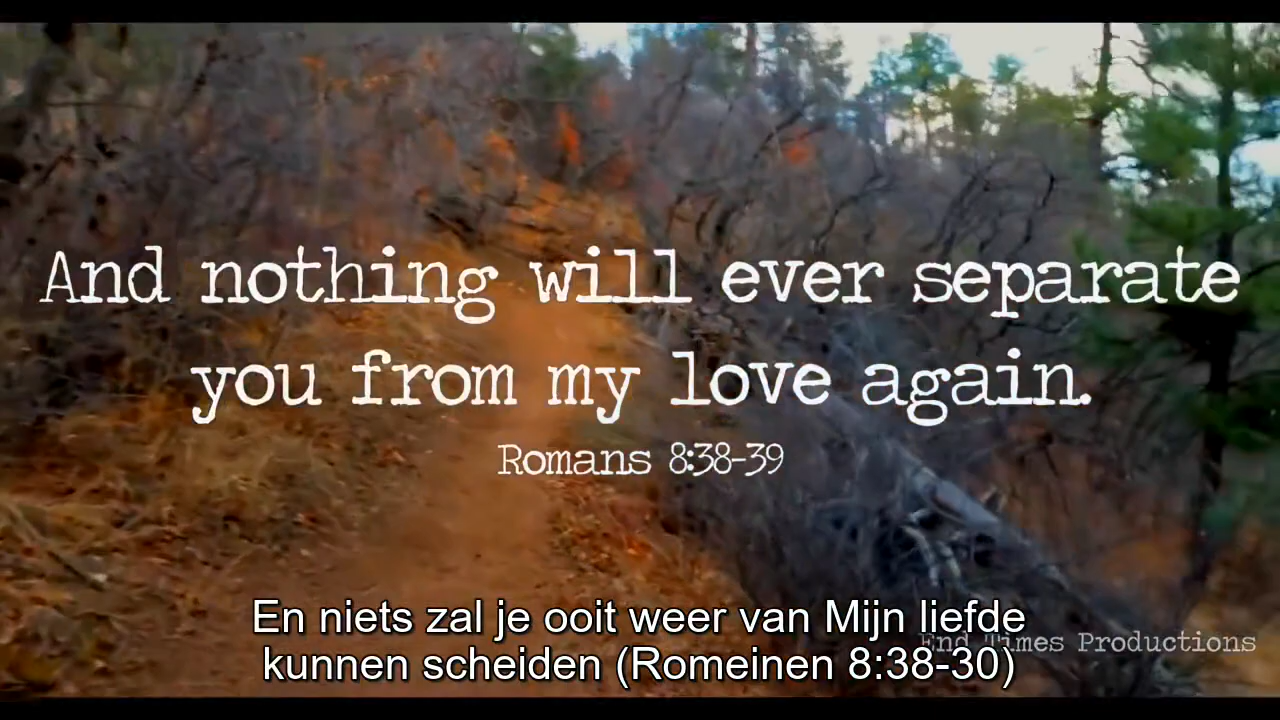 And nothing will ever separate
you from my love again.
Romans 8:38-39
En niets zal je ooit weer van Mijn liefde
kunnen scheiden (Romeinen 8:38-30)
End Times Productions